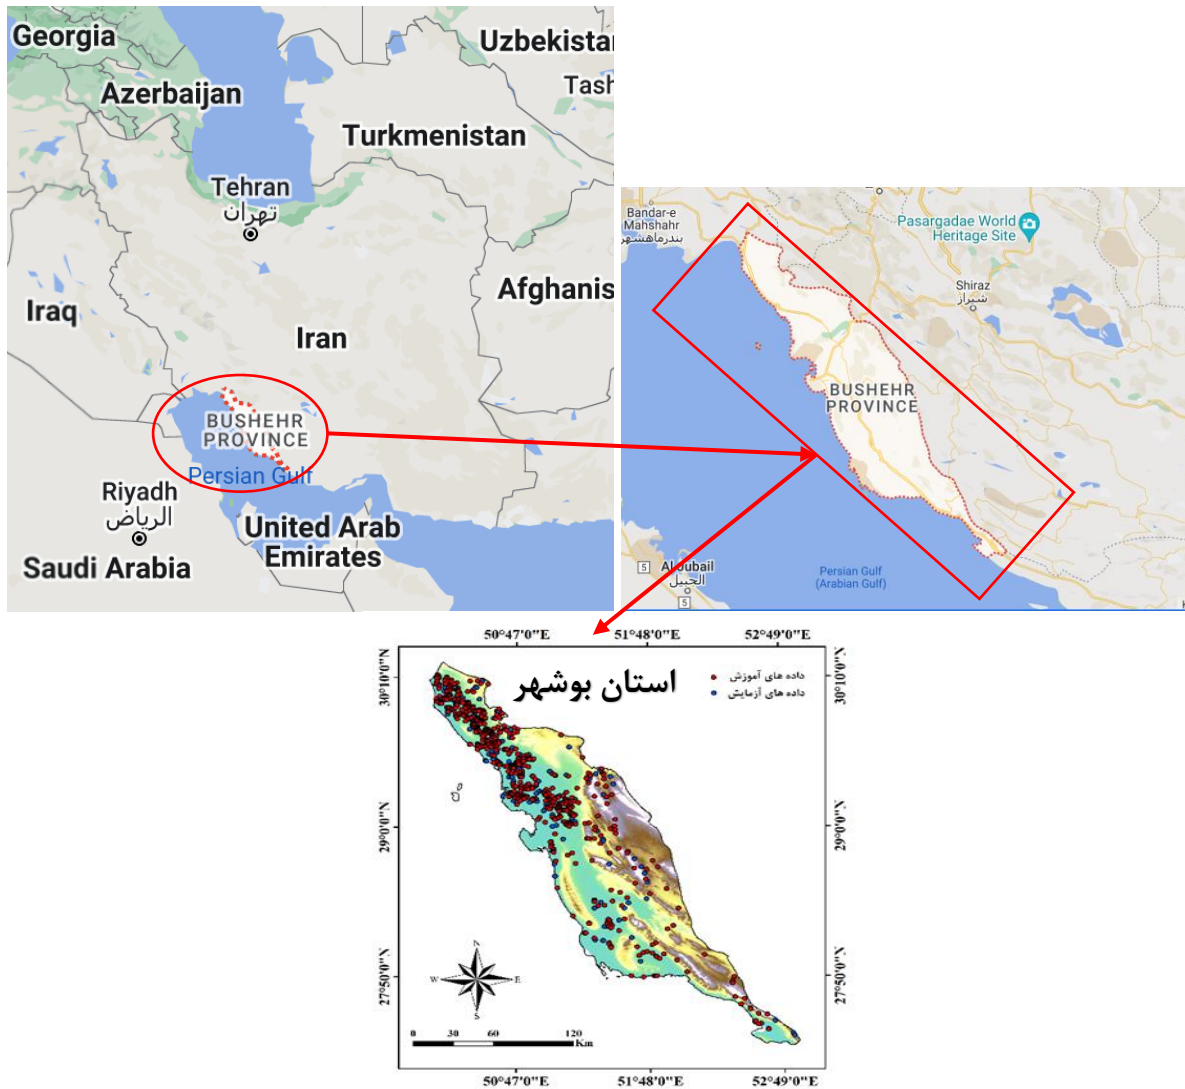 Georgia
Uzbekista
Azerbaijan
Tash
Turkmenistan
Tehran
تهران
Afghanis
Iraq
Iran
BUSHEHR
PROVINCE
Persian Gulf
Riyadh
الرياض
United Arab
Emirates
Saudi Arabia
Bandar-e
Mahshahr
بندرماهشهر
Pasargadae World
Heritage Site
Shiraz
شیراز
BUSHEHR
PROVINCE
5
Al Jubail
الجبيل
5
Persian Gulf
(Arabian Gulf)
50°47'0"E 51°48'0"E 52°49'0"E
استان بوشهر
داده های آموزش
داده های آزمایش
30°10'0"N 30°10'0"N
29°0'0"N 29°0'0"N
27°50'0"N 27°50'0"N
N
W E
S
0 30 60 120
Km
50°47'0"E 51°48'0"E 52°49'0"E